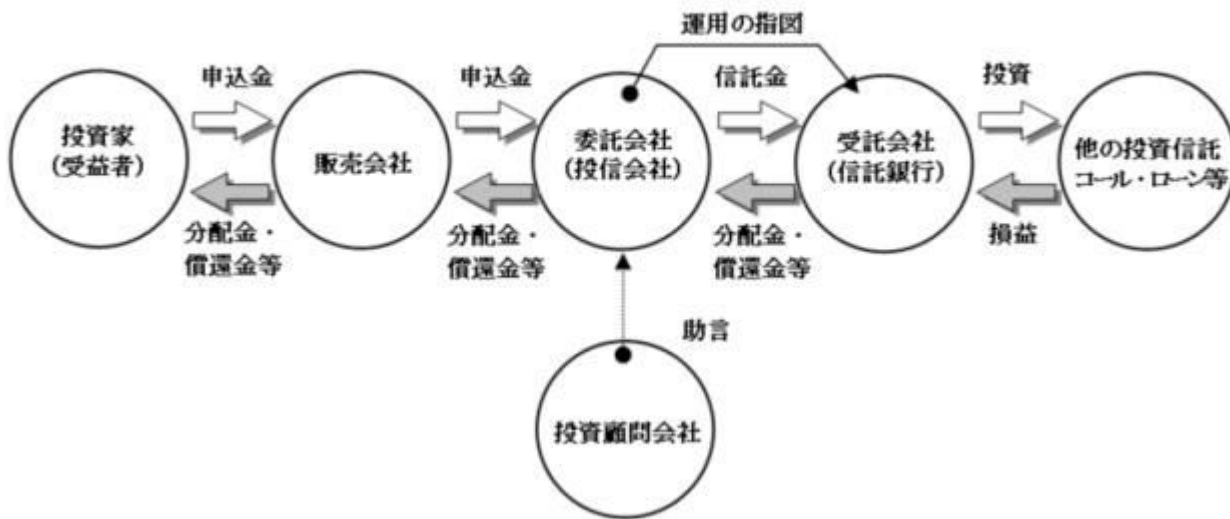 運用の指図
申込金
申込金
信託金
投資
投資家
(受益者)
販売会社
委託会社
(投信会社)
受託会社
(信託銀行)
他の投資信託
コール・ローン等
分配金・
償還金等
分配金・
償還金等
分配金・
償還金等
損益
助言
投資顧問会社